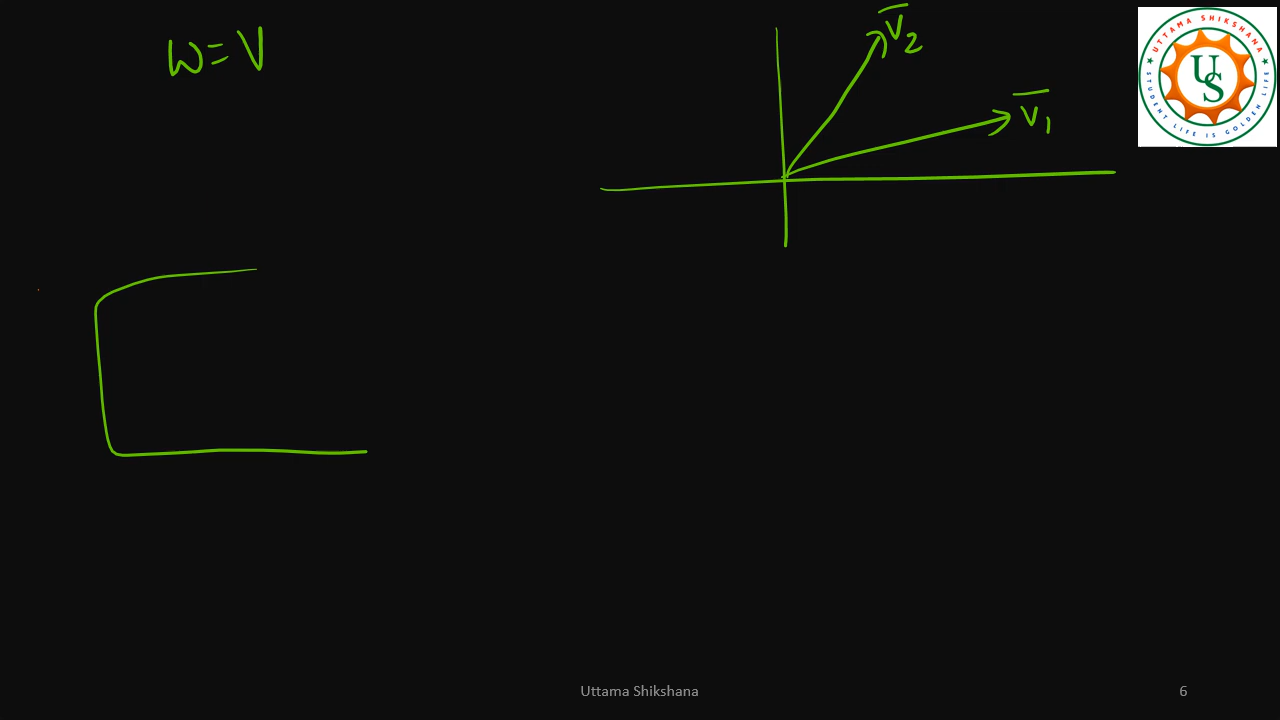 W = V
V̅₂
V̅₁
UTTAMA SHIKSHANA
US
STUDENT LIFE IS GOLDEN LIFE
Uttama Shikshana
6